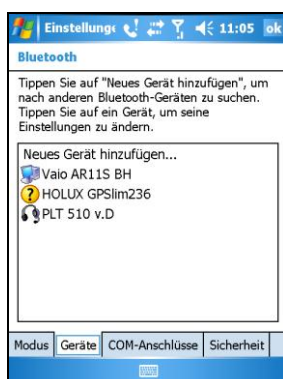 Einstellunge 11:05 ok
Bluetooth
Tippen Sie auf "Neues Gerät hinzufügen", um
nach anderen Bluetooth-Geräten zu suchen.
Tippen Sie auf ein Gerät, um seine
Einstellungen zu ändern.
Neues Gerät hinzufügen...
Vaio AR11S BH
HOLUX GPSlim236
PLT 510 v.D
Modus Geräte COM-Anschlüsse Sicherheit